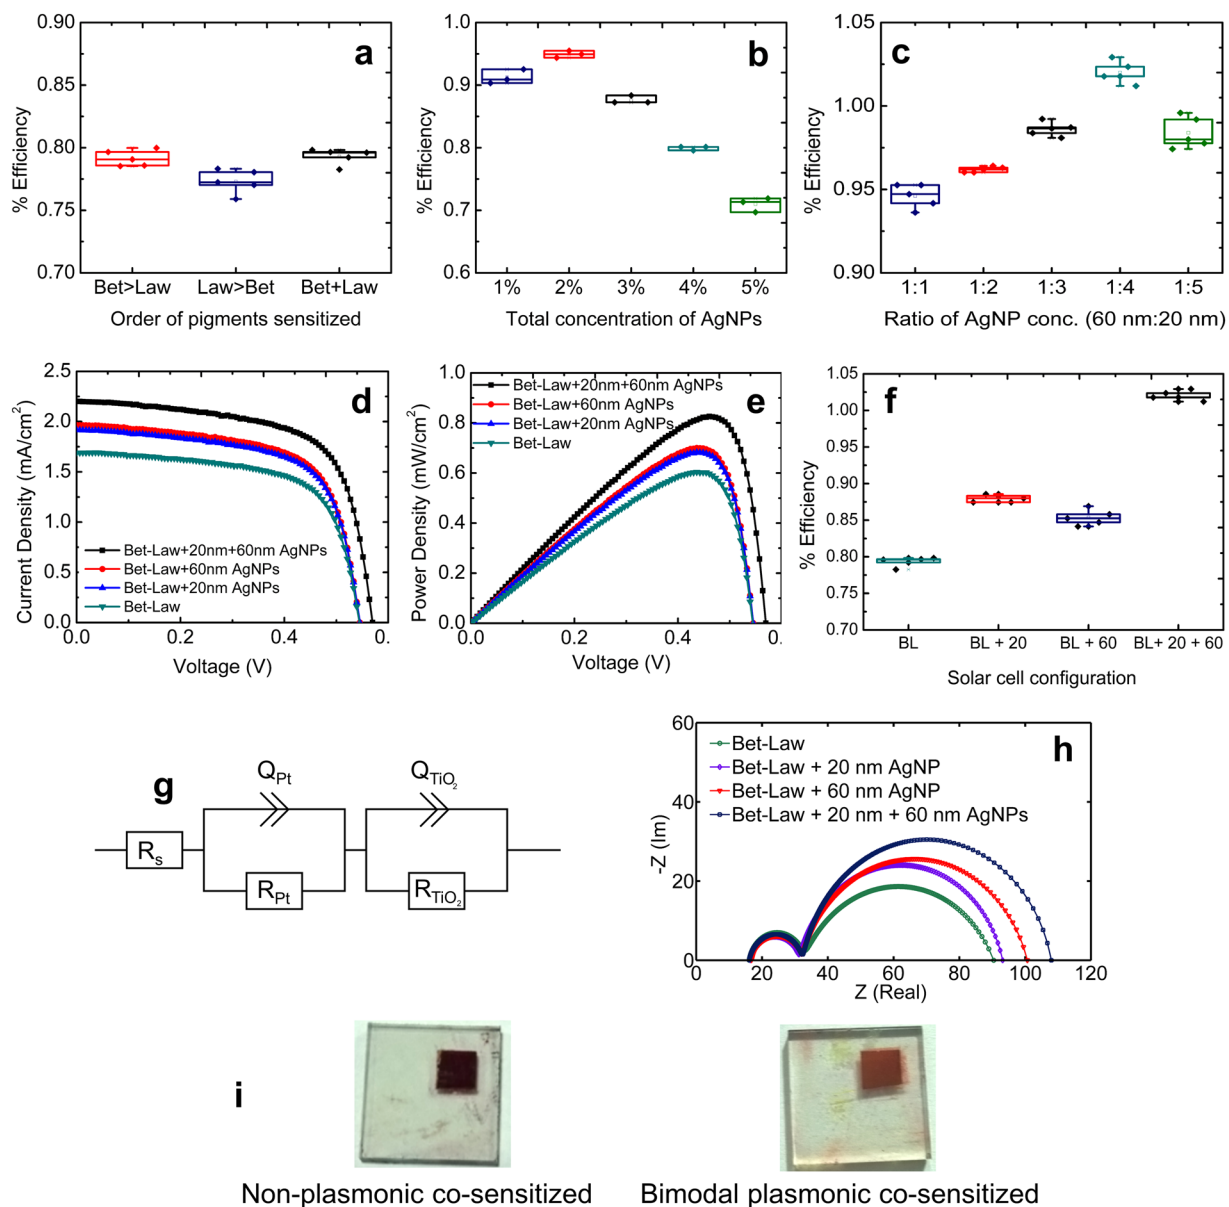 a
0.90
0.85
0.80
0.75
0.70
% Efficiency
Bet>Law Law>Bet Bet+Law
Order of pigments sensitized
b
1.0
0.9
0.8
0.7
0.6
% Efficiency
1% 2% 3% 4% 5%
Total concentration of AgNPs
c
1.05
1.00
0.95
0.90
% Efficiency
1:1 1:2 1:3 1:4 1:5
Ratio of AgNP conc. (60 nm:20 nm)
d
2.5
2.0
1.5
1.0
0.5
0.0
Current Density (mA/cm²)
Bet-Law+20nm+60nm AgNPs
Bet-Law+60nm AgNPs
Bet-Law+20nm AgNPs
Bet-Law
0.0 0.2 0.4 0.6
Voltage (V)
e
1.0
0.8
0.6
0.4
0.2
0.0
Power Density (mW/cm²)
Bet-Law+20nm+60nm AgNPs
Bet-Law+60nm AgNPs
Bet-Law+20nm AgNPs
Bet-Law
0.2 0.4 0.6
Voltage (V)
f
1.05
1.00
0.95
0.90
0.85
0.80
0.75
0.70
% Efficiency
BL BL + 20 BL + 60 BL+ 20 + 60
Solar cell configuration
g
Q_Pt Q_TiO₂
R_s
R_Pt R_TiO₂
h
60
40
20
0
-Z (Im)
Bet-Law
Bet-Law + 20 nm AgNP
Bet-Law + 60 nm AgNP
Bet-Law + 20 nm + 60 nm AgNPs
0 20 40 60 80 100 120
Z (Real)
i
Non-plasmonic co-sensitized Bimodal plasmonic co-sensitized